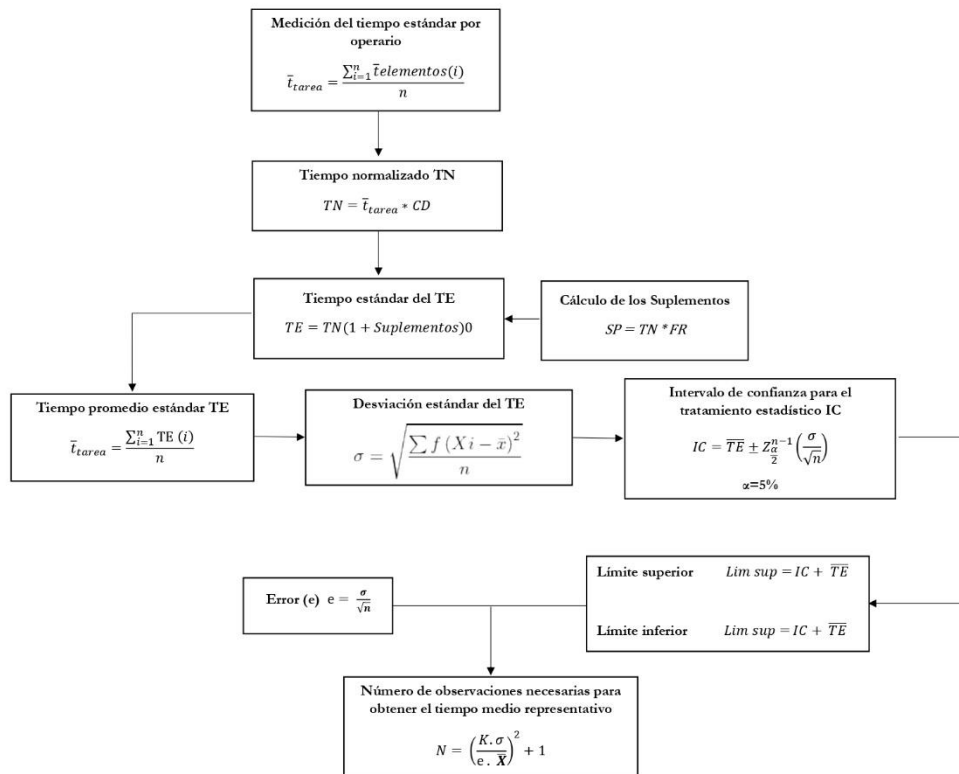 Medición del tiempo estándar por
operario
t̄_tarea = ∑ⁿᵢ₌₁ t̄elementos(i) / n
Tiempo normalizado TN
TN = t̄_tarea * CD
Tiempo estándar del TE
TE = TN(1 + Suplementos)0
Cálculo de los Suplementos
SP = TN * FR
Tiempo promedio estándar TE
t̄_tarea = ∑ⁿᵢ₌₁ TE (i) / n
Desviación estándar del TE
σ = √(∑ f (Xi − x̄)² / n)
Intervalo de confianza para el
tratamiento estadístico IC
IC = T̅E̅ ± Z_{α/2}^{n−1} (σ/√n)
α=5%
Límite superior Lim sup = IC + T̅E̅
Límite inferior Lim sup = IC + T̅E̅
Error (e) e = σ/√n
Número de observaciones necesarias para
obtener el tiempo medio representativo
N = (K. σ / e . X̄)² + 1